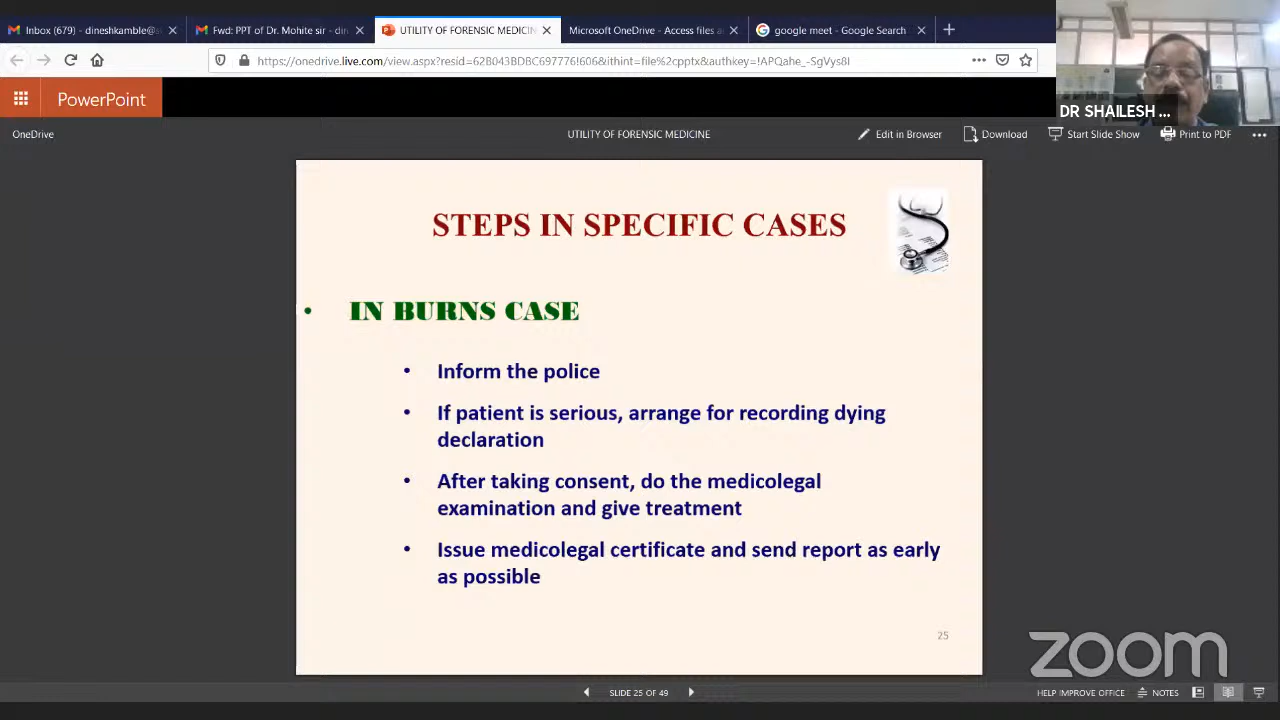 Inbox (679) - dineshkamble@s
Fwd: PPT of Dr. Mohite sir - din
UTILITY OF FORENSIC MEDICIN
Microsoft OneDrive - Access files a
google meet - Google Search
https://onedrive.live.com/view.aspx?resid=62B043BDBC697776!606&ithint=file%2cpptx&authkey=!APQahe_-SgVys8I
PowerPoint
DR SHAILESH ...
OneDrive
UTILITY OF FORENSIC MEDICINE
Edit in Browser
Download
Start Slide Show
Print to PDF
STEPS IN SPECIFIC CASES
• IN BURNS CASE
• Inform the police
• If patient is serious, arrange for recording dying
declaration
• After taking consent, do the medicolegal
examination and give treatment
• Issue medicolegal certificate and send report as early
as possible
25
zoom
SLIDE 25 OF 49
HELP IMPROVE OFFICE
NOTES